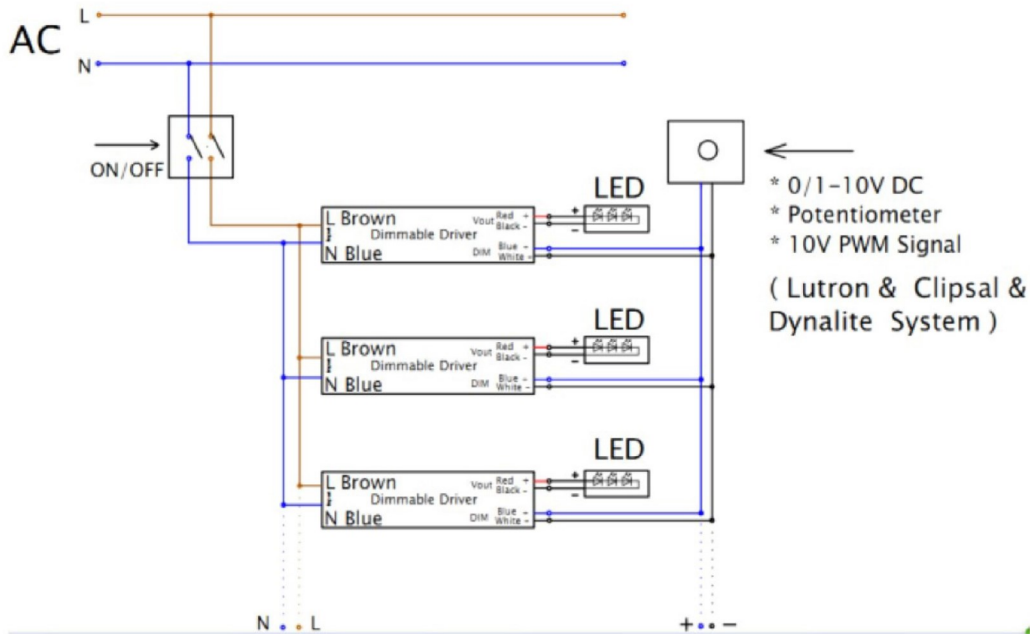 L
AC
N
ON/OFF
* 0/1-10V DC
* Potentiometer
* 10V PWM Signal
( Lutron & Clipsal &
Dynalite System )
LED
L Brown
Dimmable Driver
N Blue
Vout Red +
Black -
DIM Blue -
White -
+
-
LED
L Brown
Dimmable Driver
N Blue
Vout Red +
Black -
DIM Blue -
White -
+
-
LED
L Brown
Dimmable Driver
N Blue
Vout Red +
Black -
DIM Blue -
White -
+
-
N L
+ -